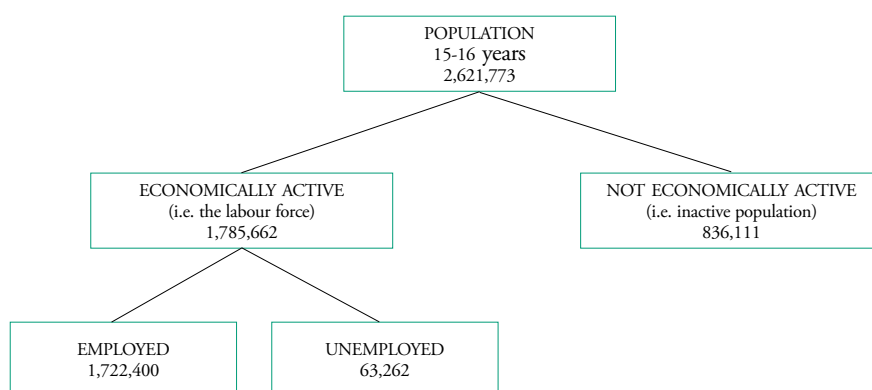 POPULATION
15-16 years
2,621,773
ECONOMICALLY ACTIVE
(i.e. the labour force)
1,785,662
NOT ECONOMICALLY ACTIVE
(i.e. inactive population)
836,111
EMPLOYED
1,722,400
UNEMPLOYED
63,262